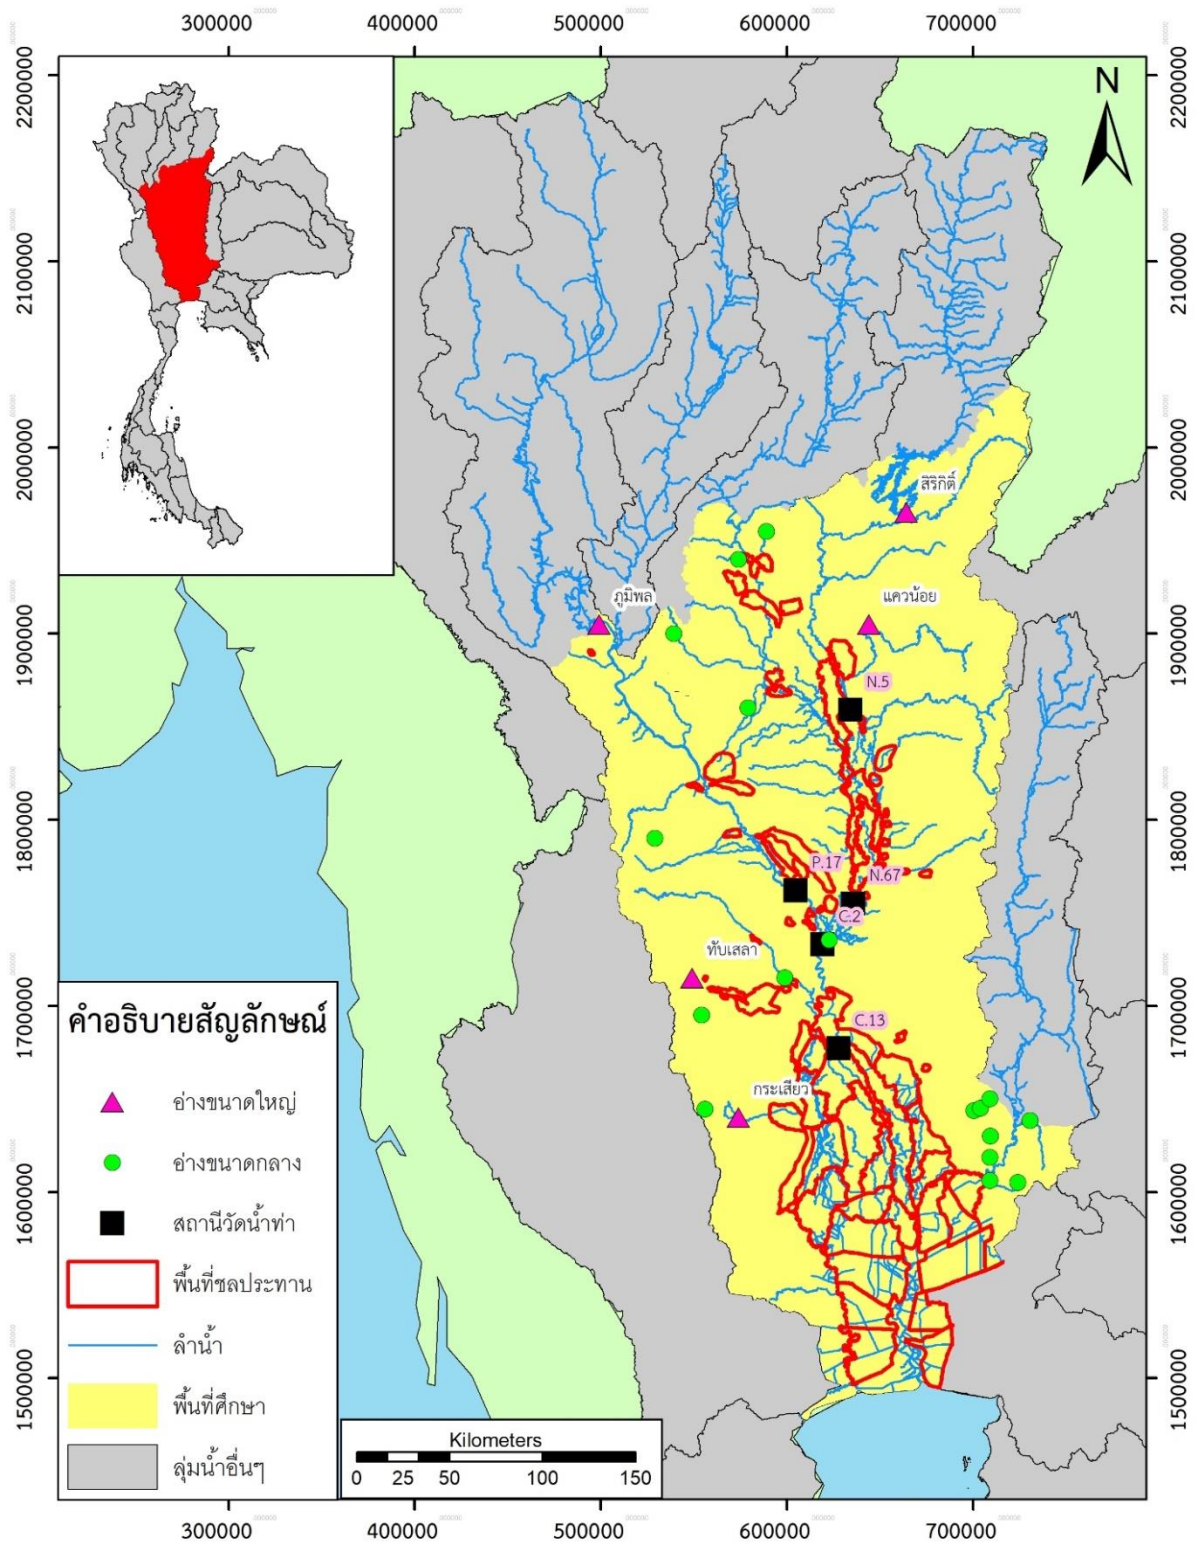 300000 400000 500000 600000 700000
2200000 2200000
N
2100000 2100000
2000000 2000000
สิริกิติ์
ภูมิพล แควน้อย
1900000 1900000
N.5
1800000 1800000
P.17 N.67
C.2
ทับเสลา
1700000 1700000
C.13
กระเสียว
1600000 1600000
1500000 1500000
คำอธิบายสัญลักษณ์
อ่างขนาดใหญ่
อ่างขนาดกลาง
สถานีวัดน้ำท่า
พื้นที่ชลประทาน
ลำน้ำ
พื้นที่ศึกษา
ลุ่มน้ำอื่นๆ
Kilometers
0 25 50 100 150
300000 400000 500000 600000 700000